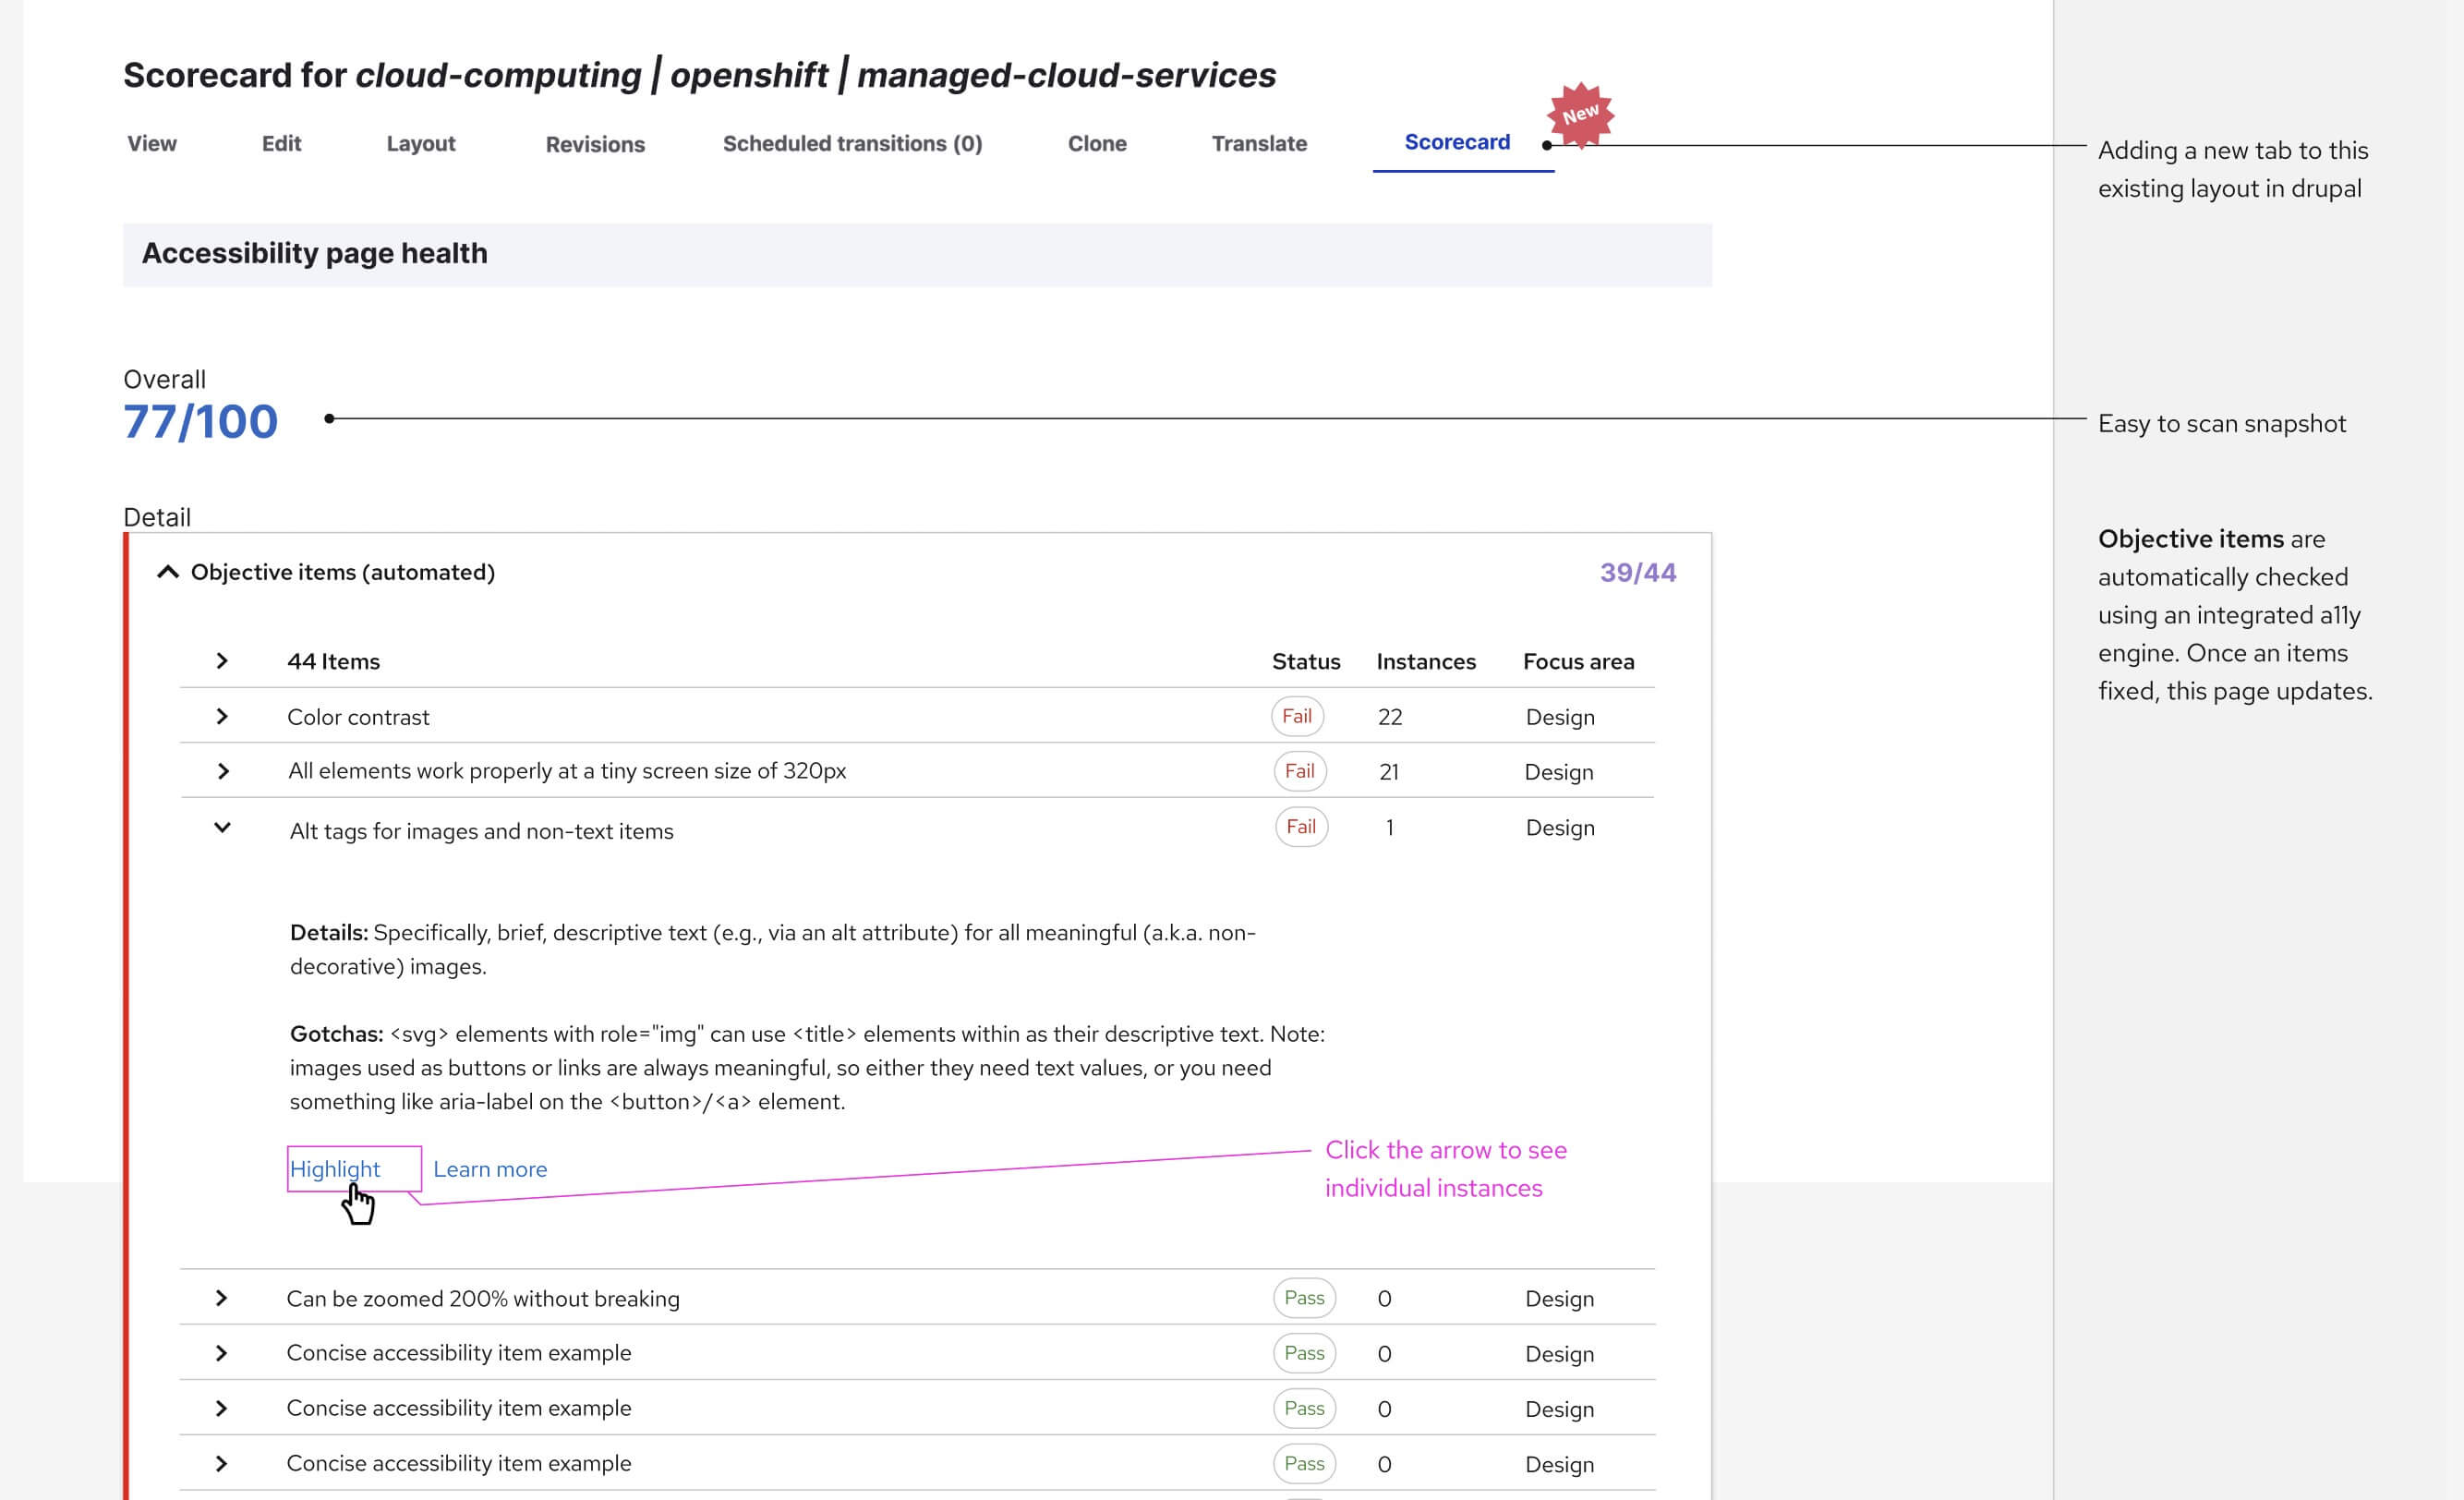 Scorecard for cloud-computing | openshift | managed-cloud-services
New
View Edit Layout Revisions Scheduled transitions (0) Clone Translate Scorecard
Adding a new tab to this
existing layout in drupal
Accessibility page health
Overall
77/100
Easy to scan snapshot
Detail
Objective items (automated) 39/44
Objective items are
automatically checked
using an integrated a11y
engine. Once an items
fixed, this page updates.
44 Items Status Instances Focus area
Color contrast Fail 22 Design
All elements work properly at a tiny screen size of 320px Fail 21 Design
Alt tags for images and non-text items Fail 1 Design
Details: Specifically, brief, descriptive text (e.g., via an alt attribute) for all meaningful (a.k.a. non-
decorative) images.
Gotchas: <svg> elements with role="img" can use <title> elements within as their descriptive text. Note:
images used as buttons or links are always meaningful, so either they need text values, or you need
something like aria-label on the <button>/<a> element.
Highlight Learn more
Click the arrow to see
individual instances
Can be zoomed 200% without breaking Pass 0 Design
Concise accessibility item example Pass 0 Design
Concise accessibility item example Pass 0 Design
Concise accessibility item example Pass 0 Design